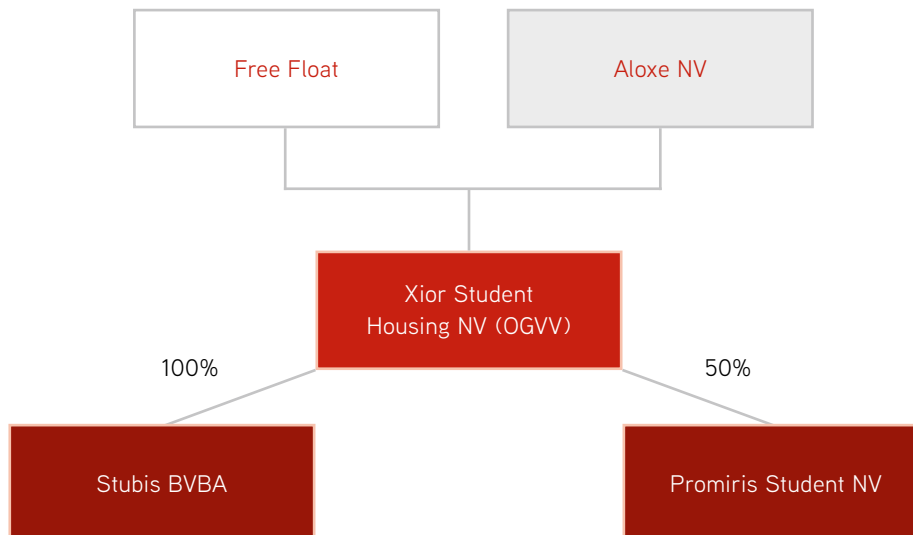 Free Float
Aloxe NV
Xior Student
Housing NV (OGVV)
100%
50%
Stubis BVBA
Promiris Student NV